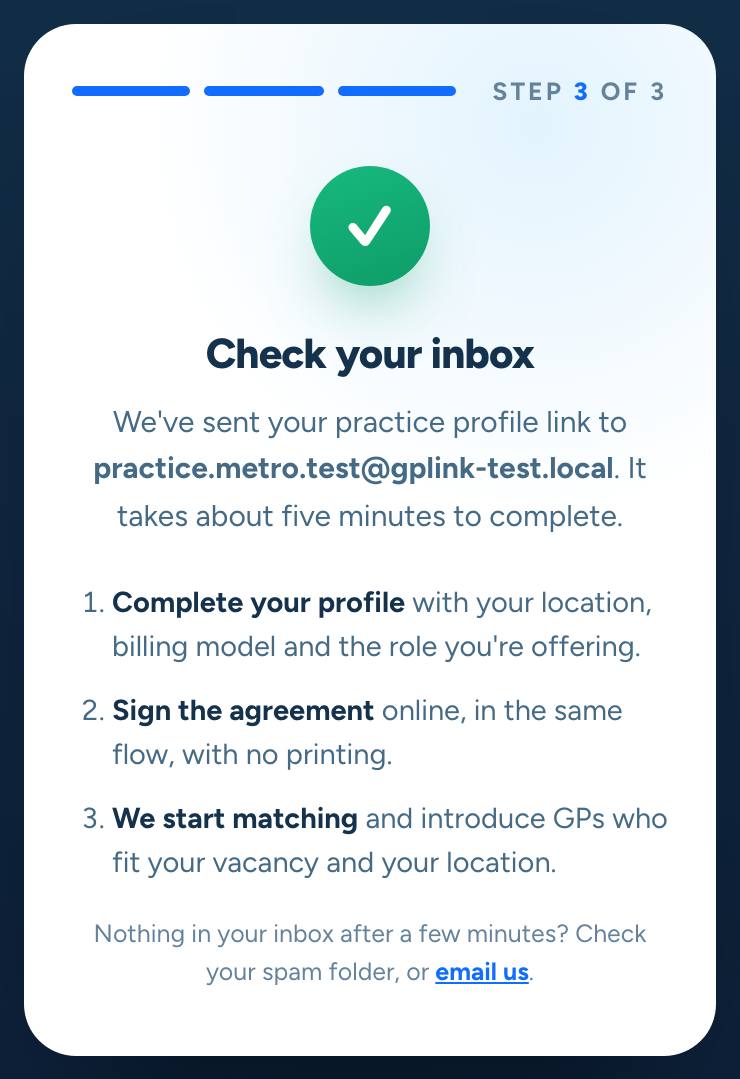 STEP 3 OF 3
Check your inbox
We've sent your practice profile link to
practice.metro.test@gplink-test.local. It
takes about five minutes to complete.
1. Complete your profile with your location,
billing model and the role you're offering.
2. Sign the agreement online, in the same
flow, with no printing.
3. We start matching and introduce GPs who
fit your vacancy and your location.
Nothing in your inbox after a few minutes? Check
your spam folder, or email us.